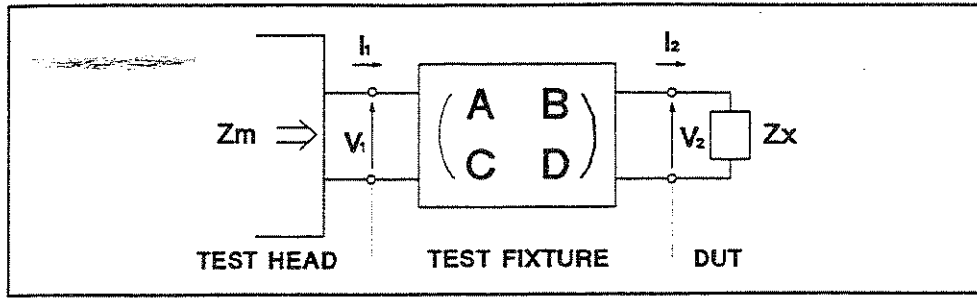 I₁ I₂
A B
Zm V₁ V₂ Zx
C D
TEST HEAD TEST FIXTURE DUT